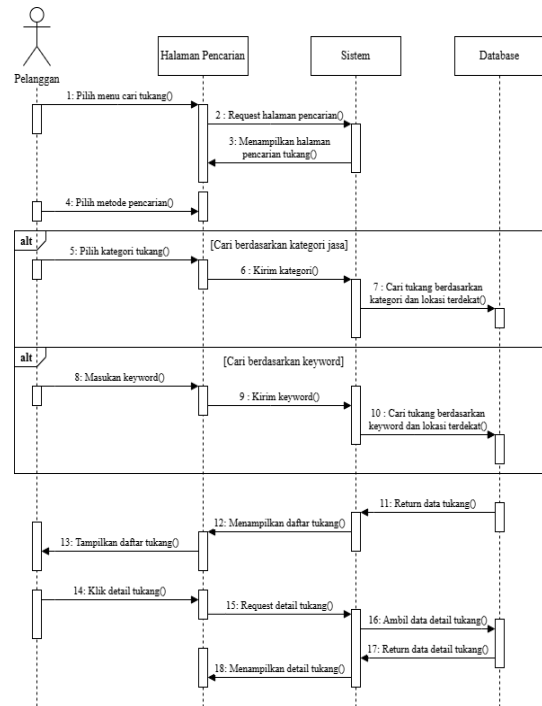 Pelanggan
Halaman Pencarian
Sistem
Database
1: Pilih menu cari tukang()
2 : Request halaman pencarian()
3: Menampilkan halaman
pencarian tukang()
4: Pilih metode pencarian()
alt
[Cari berdasarkan kategori jasa]
5: Pilih kategori tukang()
6 : Kirim kategori()
7 : Cari tukang berdasarkan
kategori dan lokasi terdekat()
alt
[Cari berdasarkan keyword]
8: Masukan keyword()
9 : Kirim keyword()
10 : Cari tukang berdasarkan
keyword dan lokasi terdekat()
11: Return data tukang()
12: Menampilkan daftar tukang()
13: Tampilkan daftar tukang()
14: Klik detail tukang()
15: Request detail tukang()
16: Ambil data detail tukang()
17: Return data detail tukang()
18: Menampilkan detail tukang()